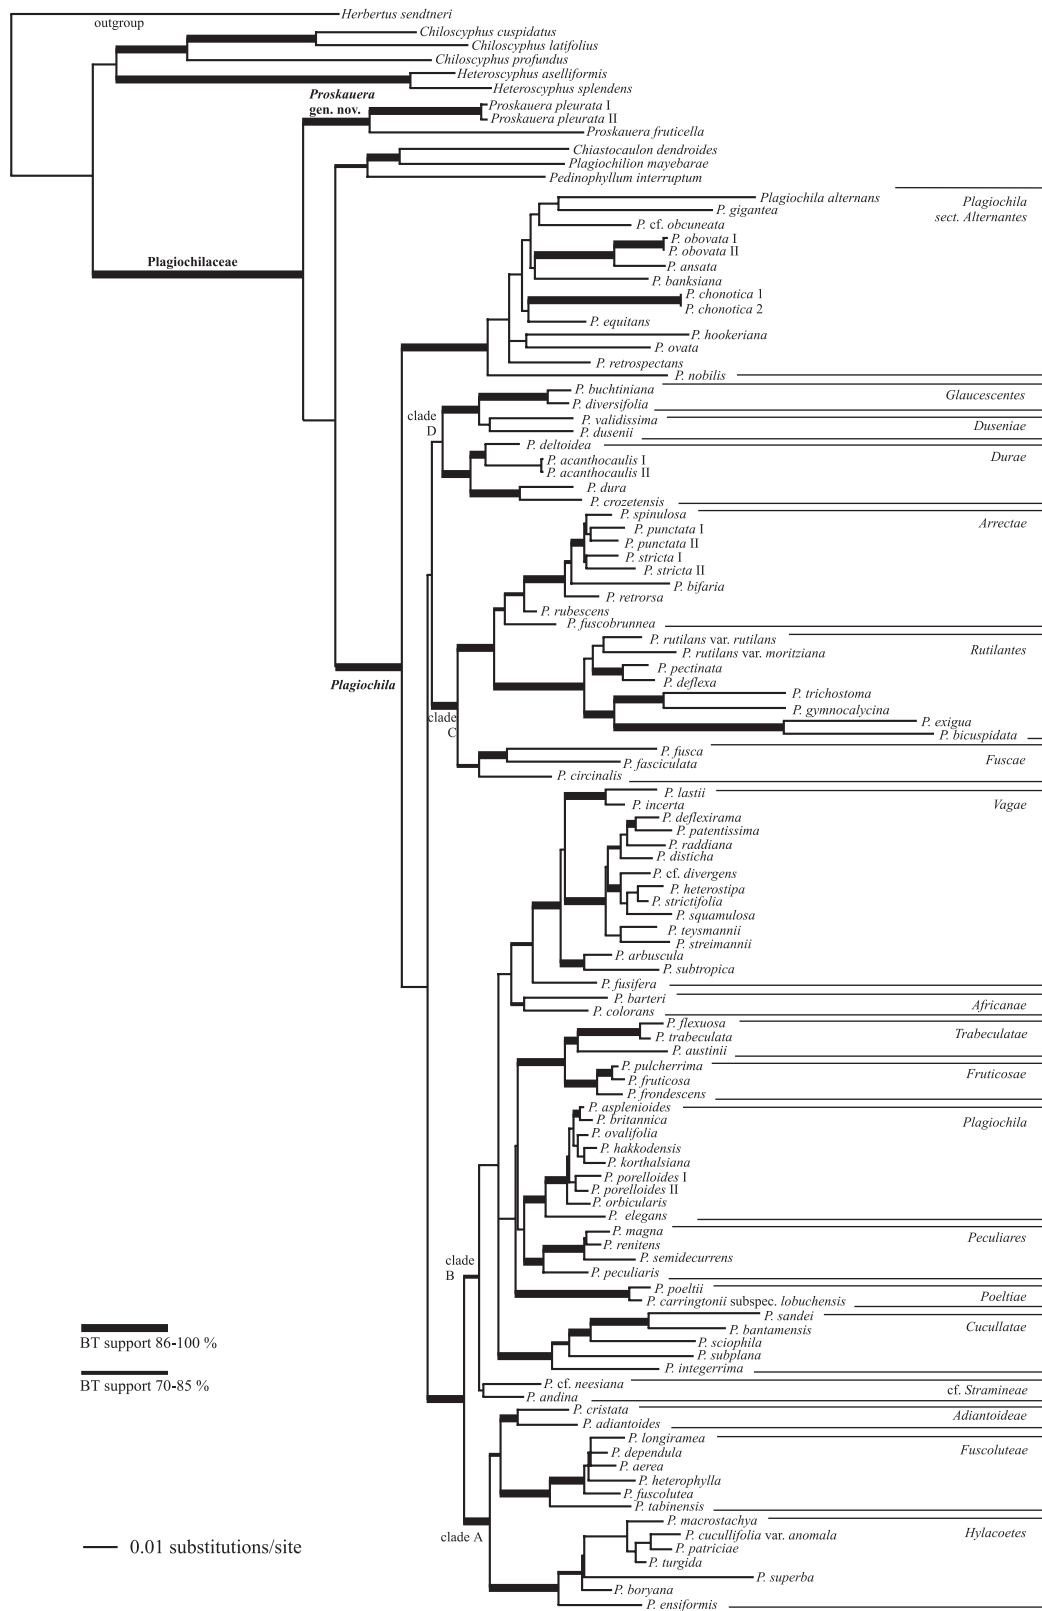 Herbertus sendtneri
outgroup
Chiloscyphus cuspidatus
Chiloscyphus latifolius
Chiloscyphus profundus
Heteroscyphus aselliformis
Heteroscyphus splendens
Proskauera
gen. nov.
Proskauera pleurata I
Proskauera pleurata II
Proskauera fruticella
Chiastocaulon dendroides
Plagiochilion mayebarae
Pedinophyllum interruptum
Plagiochila alternans
Plagiochila
sect. Alternantes
P. gigantea
P. cf. obcuneata
P. obovata I
P. obovata II
P. ansata
Plagiochilaceae
P. banksiana
P. chonotica 1
P. chonotica 2
P. equitans
P. hookeriana
P. ovata
P. retrospectans
P. nobilis
P. buchtiniana
Glaucescentes
P. diversifolia
clade
D
P. validissima
Duseniae
P. dusenii
P. deltoidea
Durae
P. acanthocaulis I
P. acanthocaulis II
P. dura
P. crozetensis
P. spinulosa
Arrectae
P. punctata I
P. punctata II
P. stricta I
P. stricta II
P. bifaria
P. retrorsa
P. rubescens
P. fuscobrunnea
P. rutilans var. rutilans
Rutilantes
P. rutilans var. moritziana
P. pectinata
P. deflexa
Plagiochila
P. trichostoma
P. gymnocalycina
clade
C
P. exigua
P. bicuspidata
P. fusca
Fuscae
P. fasciculata
P. circinalis
P. lastii
Vagae
P. incerta
P. deflexirama
P. patentissima
P. raddiana
P. disticha
P. cf. divergens
P. heterostipa
P. strictifolia
P. squamulosa
P. teysmannii
P. streimannii
P. arbuscula
P. subtropica
P. fusifera
P. barteri
Africanae
P. colorans
P. flexuosa
Trabeculatae
P. trabeculata
P. austinii
P. pulcherrima
Fruticosae
P. fruticosa
P. frondescens
P. asplenioides
Plagiochila
P. britannica
P. ovalifolia
P. hakkodensis
P. korthalsiana
P. porelloides I
P. porelloides II
P. orbicularis
P. elegans
P. magna
Peculiares
P. renitens
P. semidecurrens
clade
B
P. peculiaris
P. poeltii
Poeltiae
P. carringtonii subspec. lobuchensis
P. sandei
Cucullatae
P. bantamensis
BT support 86-100 %
P. sciophila
P. subplana
P. integerrima
BT support 70-85 %
P. cf. neesiana
cf. Stramineae
P. andina
P. cristata
Adiantoideae
P. adiantoides
P. longiramea
Fuscoluteae
P. dependula
P. aerea
P. heterophylla
P. fuscolutea
P. tabinensis
P. macrostachya
Hylacoetes
clade A
P. cucullifolia var. anomala
0.01 substitutions/site
P. patriciae
P. turgida
P. superba
P. boryana
P. ensiformis